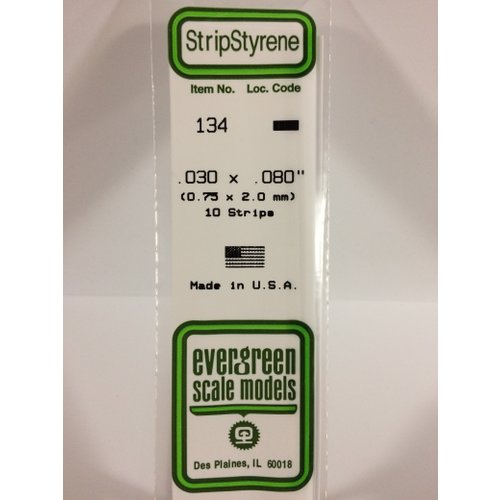 StripStyrene
Item No. Loc. Code
134
.030 x .080"
(0.75 x 2.0 mm)
10 Strips
Made in U.S.A.
evergreen
scale models
Des Plaines, IL 60018